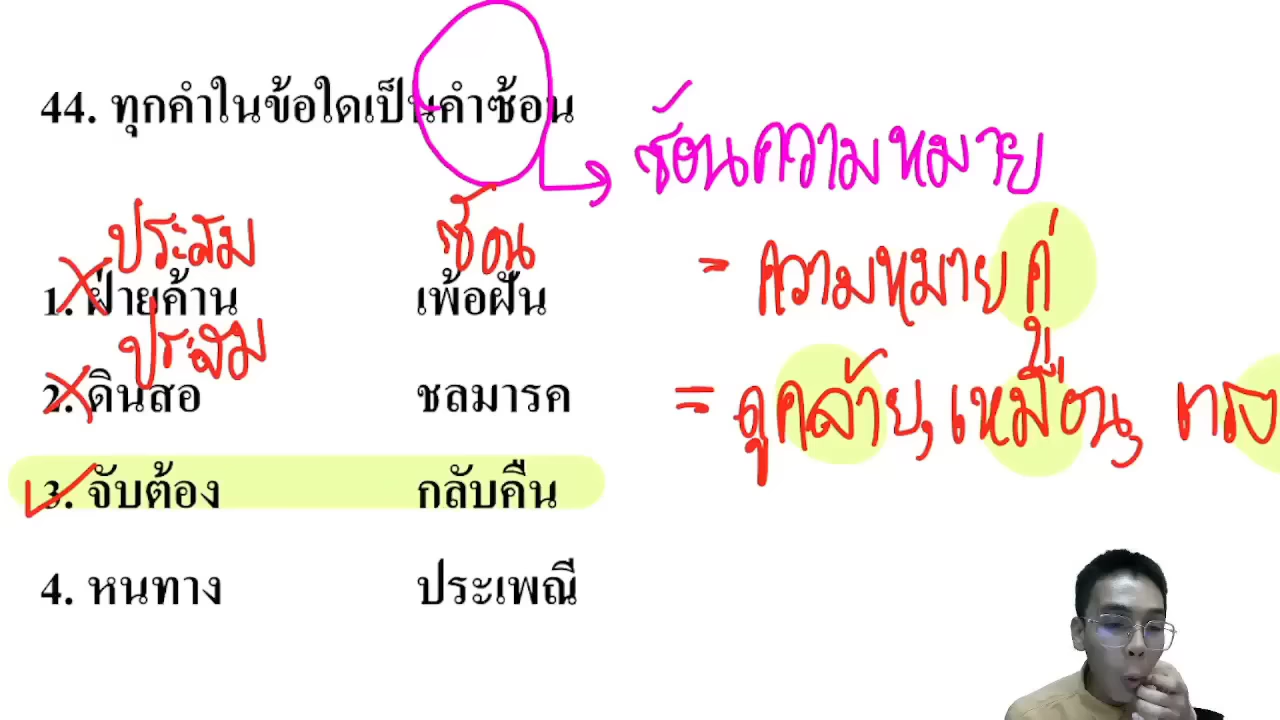 44. ทุกคำในข้อใดเป็นคำซ้อน
ซ้อนความหมาย
ประสม ซ้อน
= ความหมาย คู่
1. ฝ่ายค้าน เพ้อฝัน
ประสม
2. ดินสอ ชลมารค
= ดูคล้าย, เหมือน,
3. จับต้อง กลับคืน
4. หนทาง ประเพณี